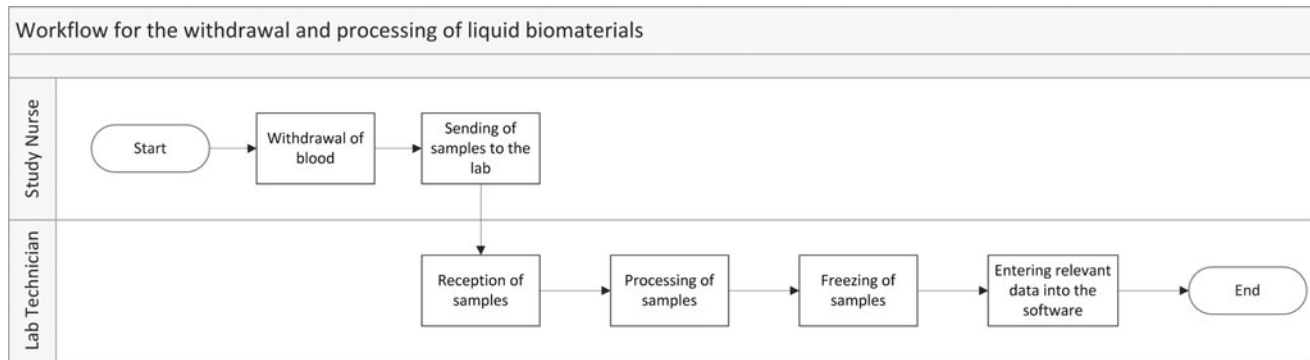 Workflow for the withdrawal and processing of liquid biomaterials
Study Nurse
Start
Withdrawal of
blood
Sending of
samples to the
lab
Lab Technician
Reception of
samples
Processing of
samples
Freezing of
samples
Entering relevant
data into the
software
End